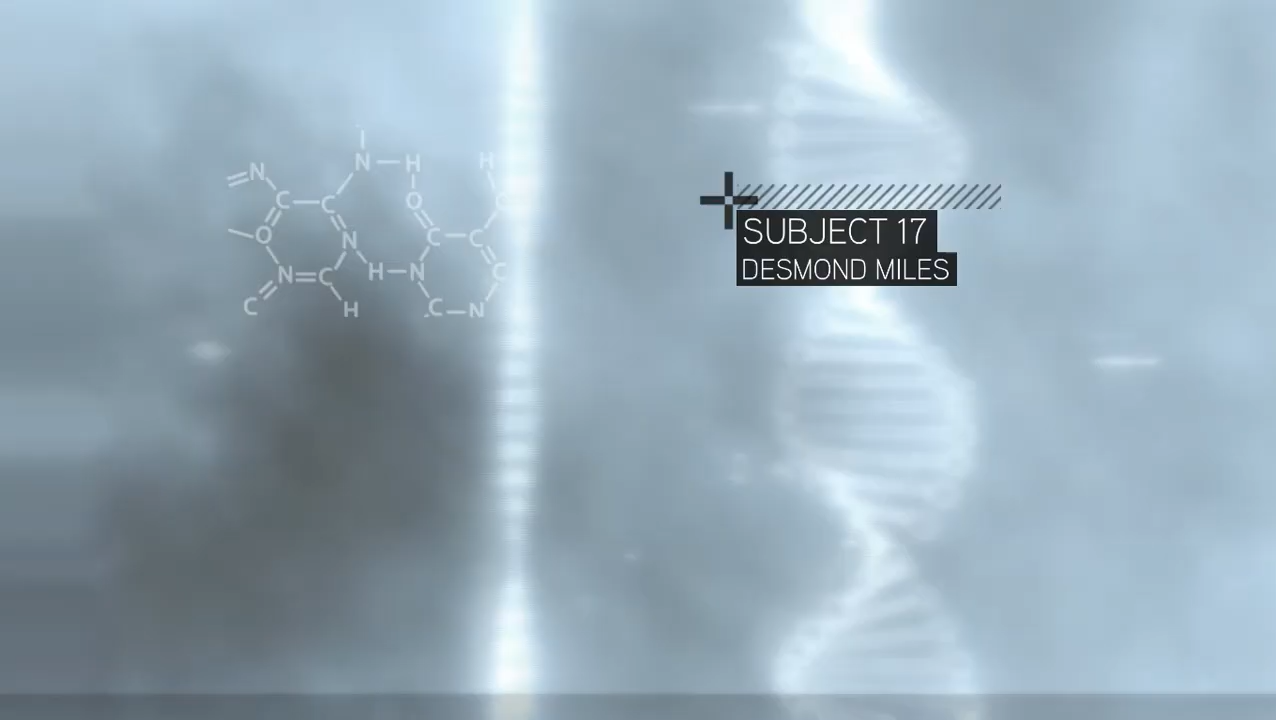 N N H H
C C O C
O N C C
N C H N C
C H C N
SUBJECT 17
DESMOND MILES